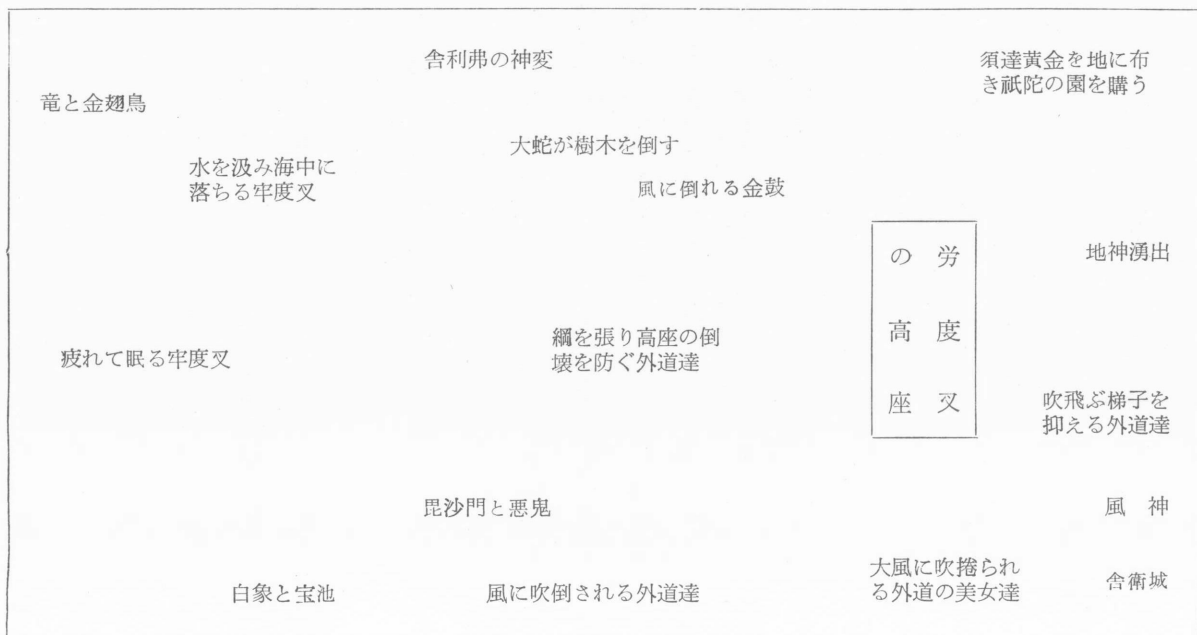 舎利弗の神変
須達黄金を地に布
き祇陀の園を購う
竜と金翅鳥
大蛇が樹木を倒す
水を汲み海中に
落ちる牢度叉
風に倒れる金鼓
労度叉
の高座
地神湧出
綱を張り高座の倒
壊を防ぐ外道達
疲れて眠る牢度叉
吹飛ぶ梯子を
抑える外道達
毘沙門と悪鬼
風神
白象と宝池
風に吹倒される外道達
大風に吹捲られ
る外道の美女達
舎衛城